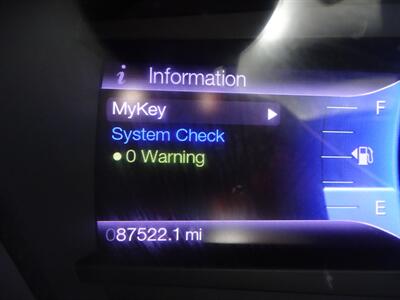 i Information
MyKey
F
System Check
0 Warning
E
087522.1 mi